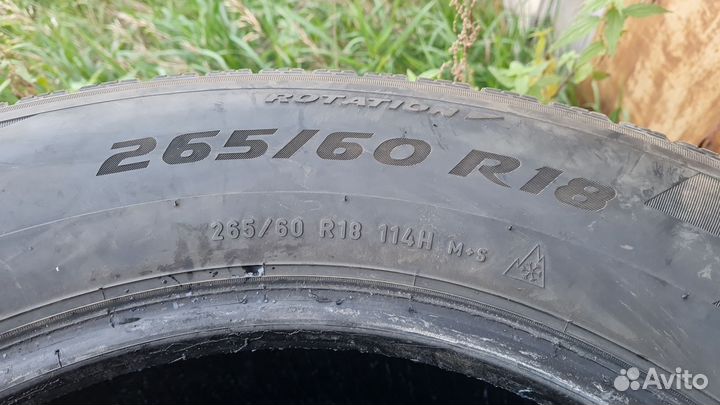 ROTATION
265/60 R18
265/60 R18 114H M+S
Avito